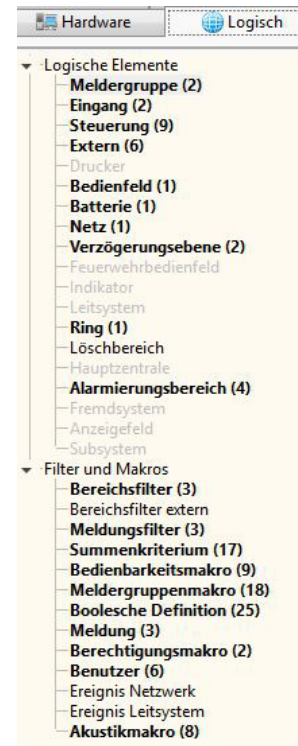 Hardware
Logisch
Logische Elemente
Meldergruppe (2)
Eingang (2)
Steuerung (9)
Extern (6)
Drucker
Bedienfeld (1)
Batterie (1)
Netz (1)
Verzögerungsebene (2)
Feuerwehrbedienfeld
Indikator
Leitsystem
Ring (1)
Löschbereich
Hauptzentrale
Alarmierungsbereich (4)
Fremdsystem
Anzeigefeld
Subsystem
Filter und Makros
Bereichsfilter (3)
Bereichsfilter extern
Meldungsfilter (3)
Summenkriterium (17)
Bedienbarkeitsmakro (9)
Meldergruppenmakro (18)
Boolesche Definition (25)
Meldung (3)
Berechtigungsmakro (2)
Benutzer (6)
Ereignis Netzwerk
Ereignis Leitsystem
Akustikmakro (8)